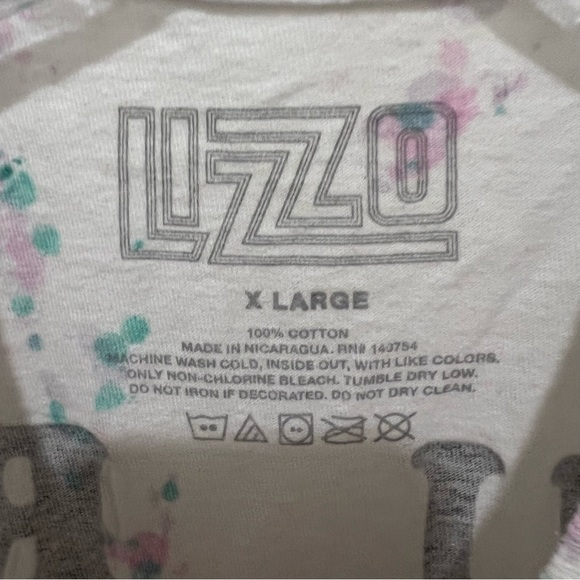 LIZZO
X LARGE
100% COTTON
MADE IN NICARAGUA. RN# 140754
MACHINE WASH COLD, INSIDE OUT, WITH LIKE COLORS.
ONLY NON-CHLORINE BLEACH. TUMBLE DRY LOW.
DO NOT IRON IF DECORATED. DO NOT DRY CLEAN.